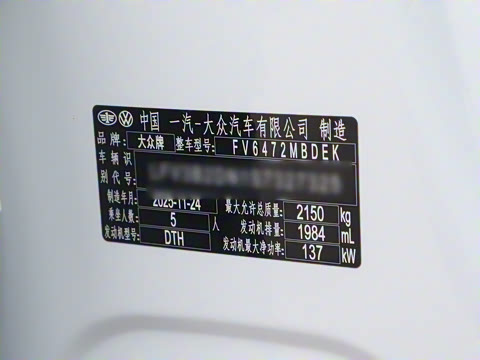 中国 一汽-大众汽车有限公司 制造
品牌: 大众牌 整车型号: FV6472MBDEK
车辆识
别代号:
制造年月: 2025-11-24 最大允许总质量: 2150 kg
乘坐人数: 5 人 发动机排量: 1984 mL
发动机型号: DTH 发动机最大净功率: 137 kW